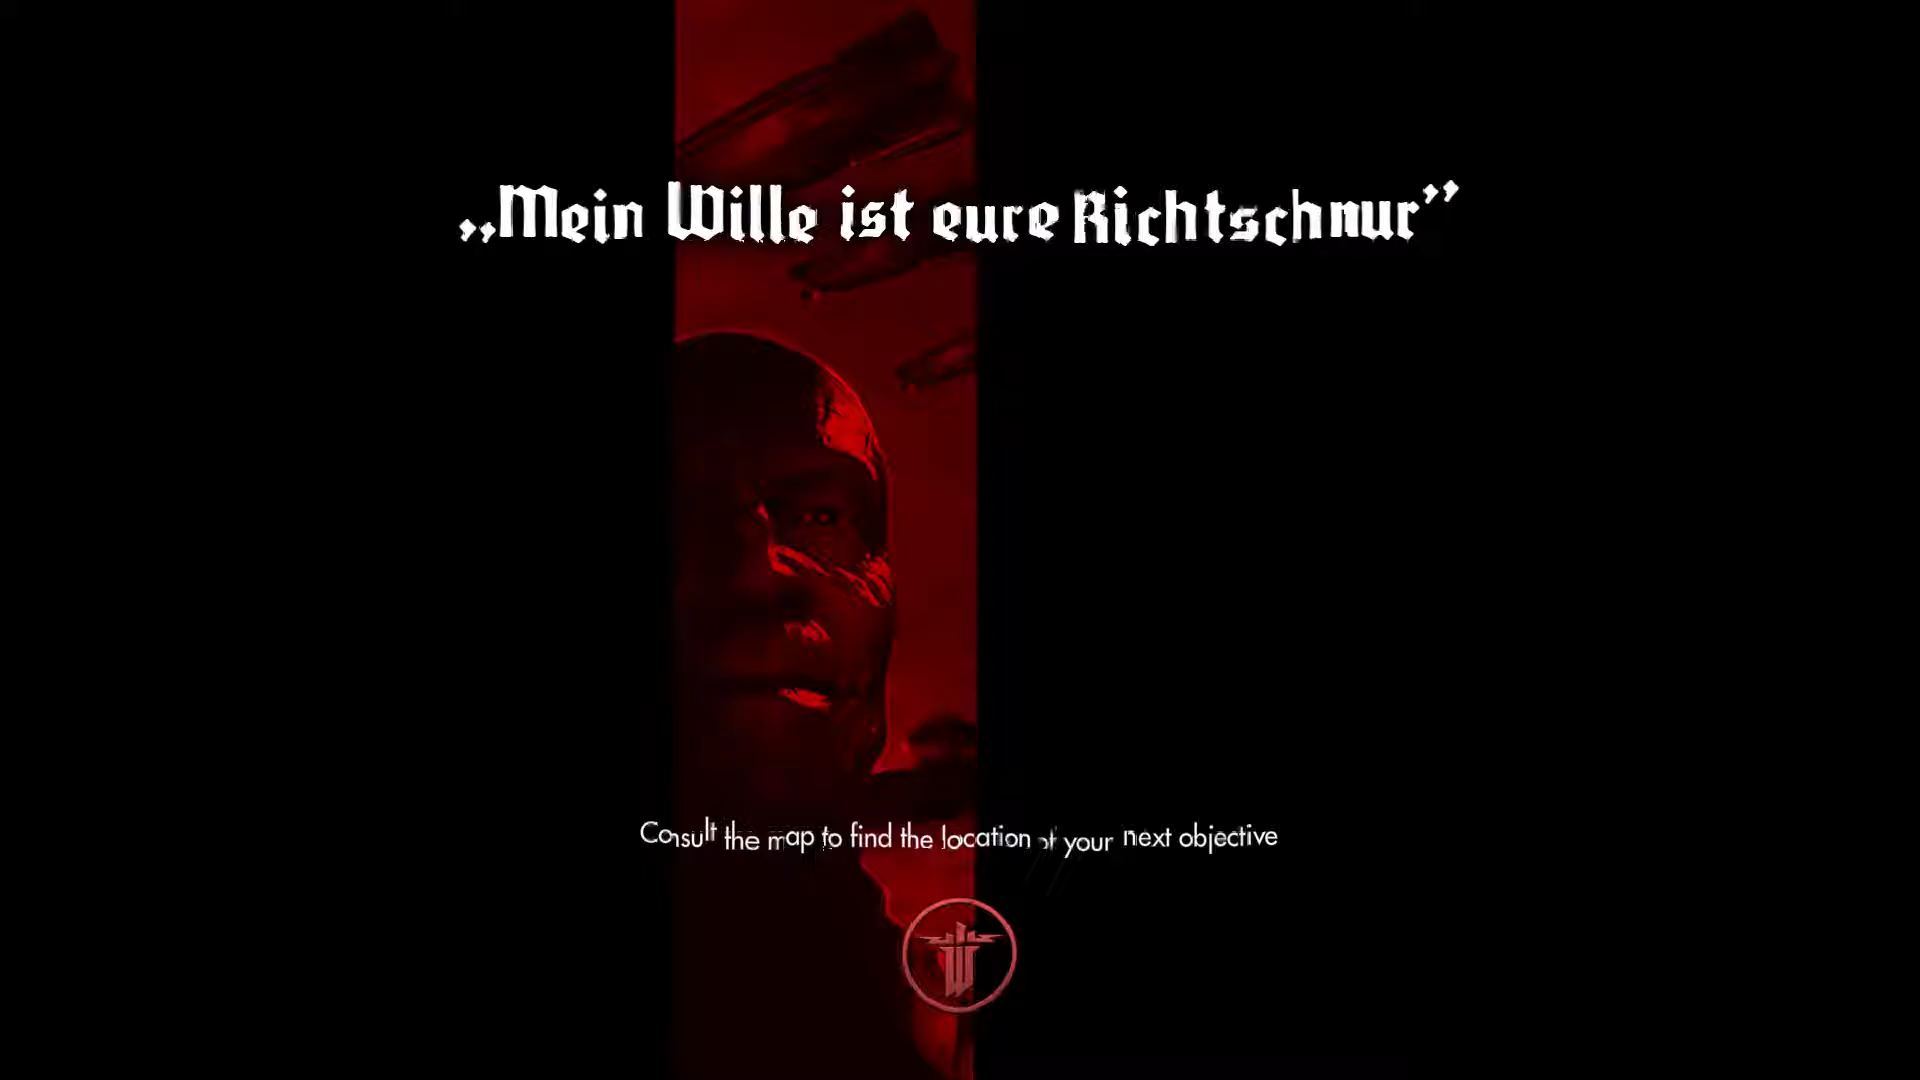 „Mein Wille ist eure Richtschnur”
Consult the map to find the location of your next objective